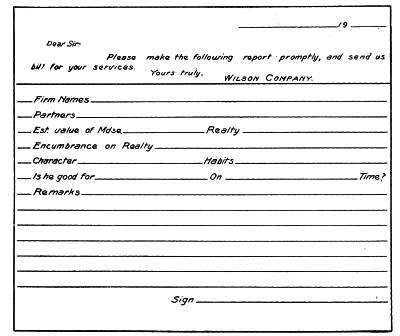 19
Dear Sir-
Please make the following report promptly, and send us
bill for your services.
Yours truly,
WILSON COMPANY.
Firm Names
Partners
Est value of Mdse. Realty
Encumbrance on Realty
Character Habits
Is he good for On Time?
Remarks
Sign